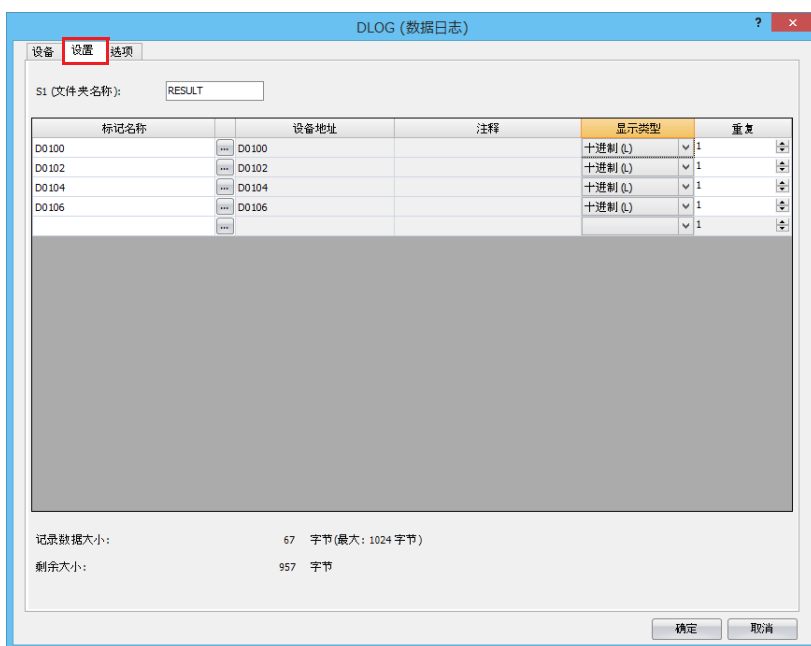 DLOG (数据日志)
? ×
设备 设置 选项
S1 (文件夹名称): RESULT
标记名称 设备地址 注释 显示类型 重复
D0100 ... D0100 十进制 (L) 1
D0102 ... D0102 十进制 (L) 1
D0104 ... D0104 十进制 (L) 1
D0106 ... D0106 十进制 (L) 1
... 1
记录数据大小: 67 字节(最大: 1024 字节)
剩余大小: 957 字节
确定 取消